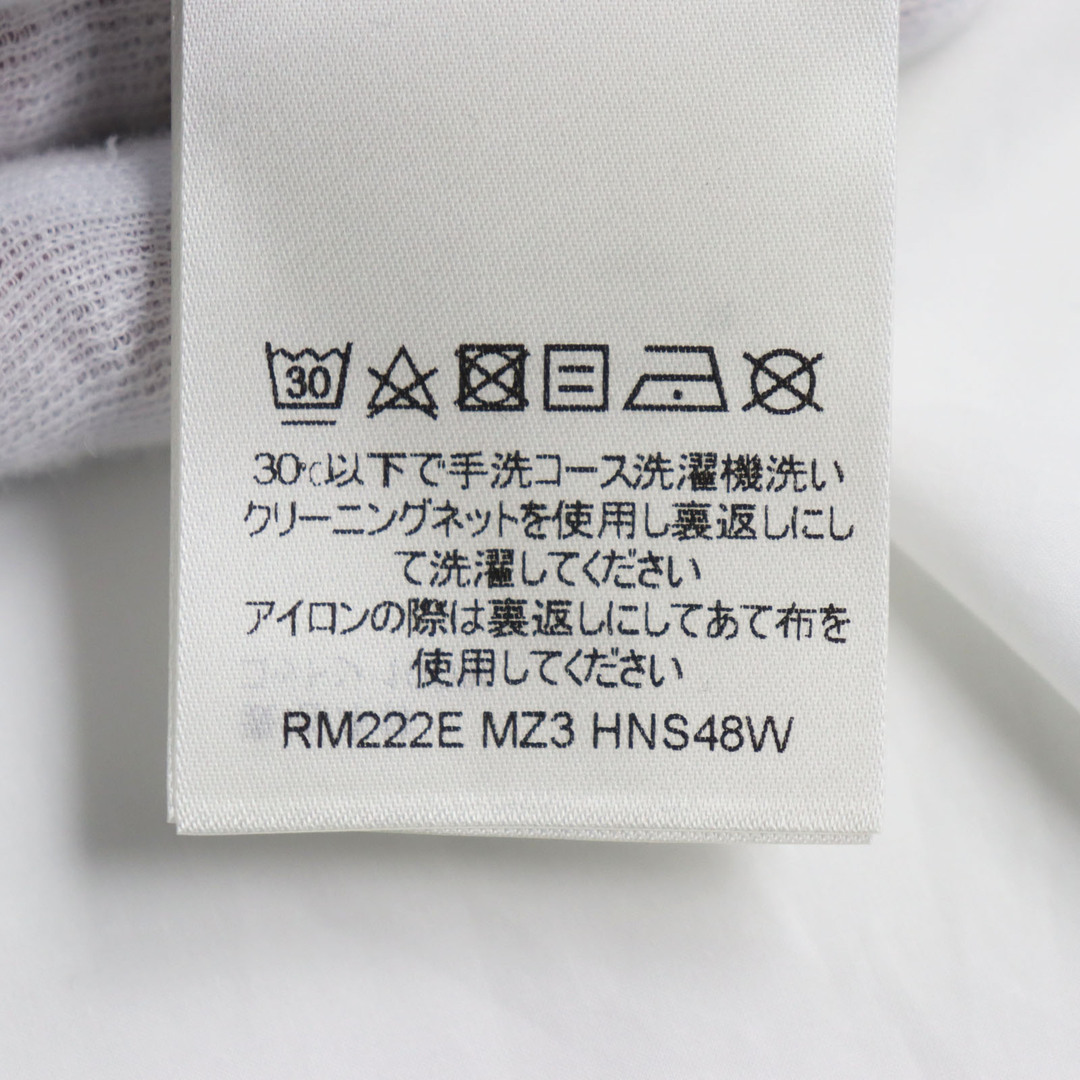 30
30℃以下で手洗コース洗濯機洗い
クリーニングネットを使用し裏返しにし
て洗濯してください
アイロンの際は裏返しにしてあて布を
使用してください
RM222E MZ3 HNS48W